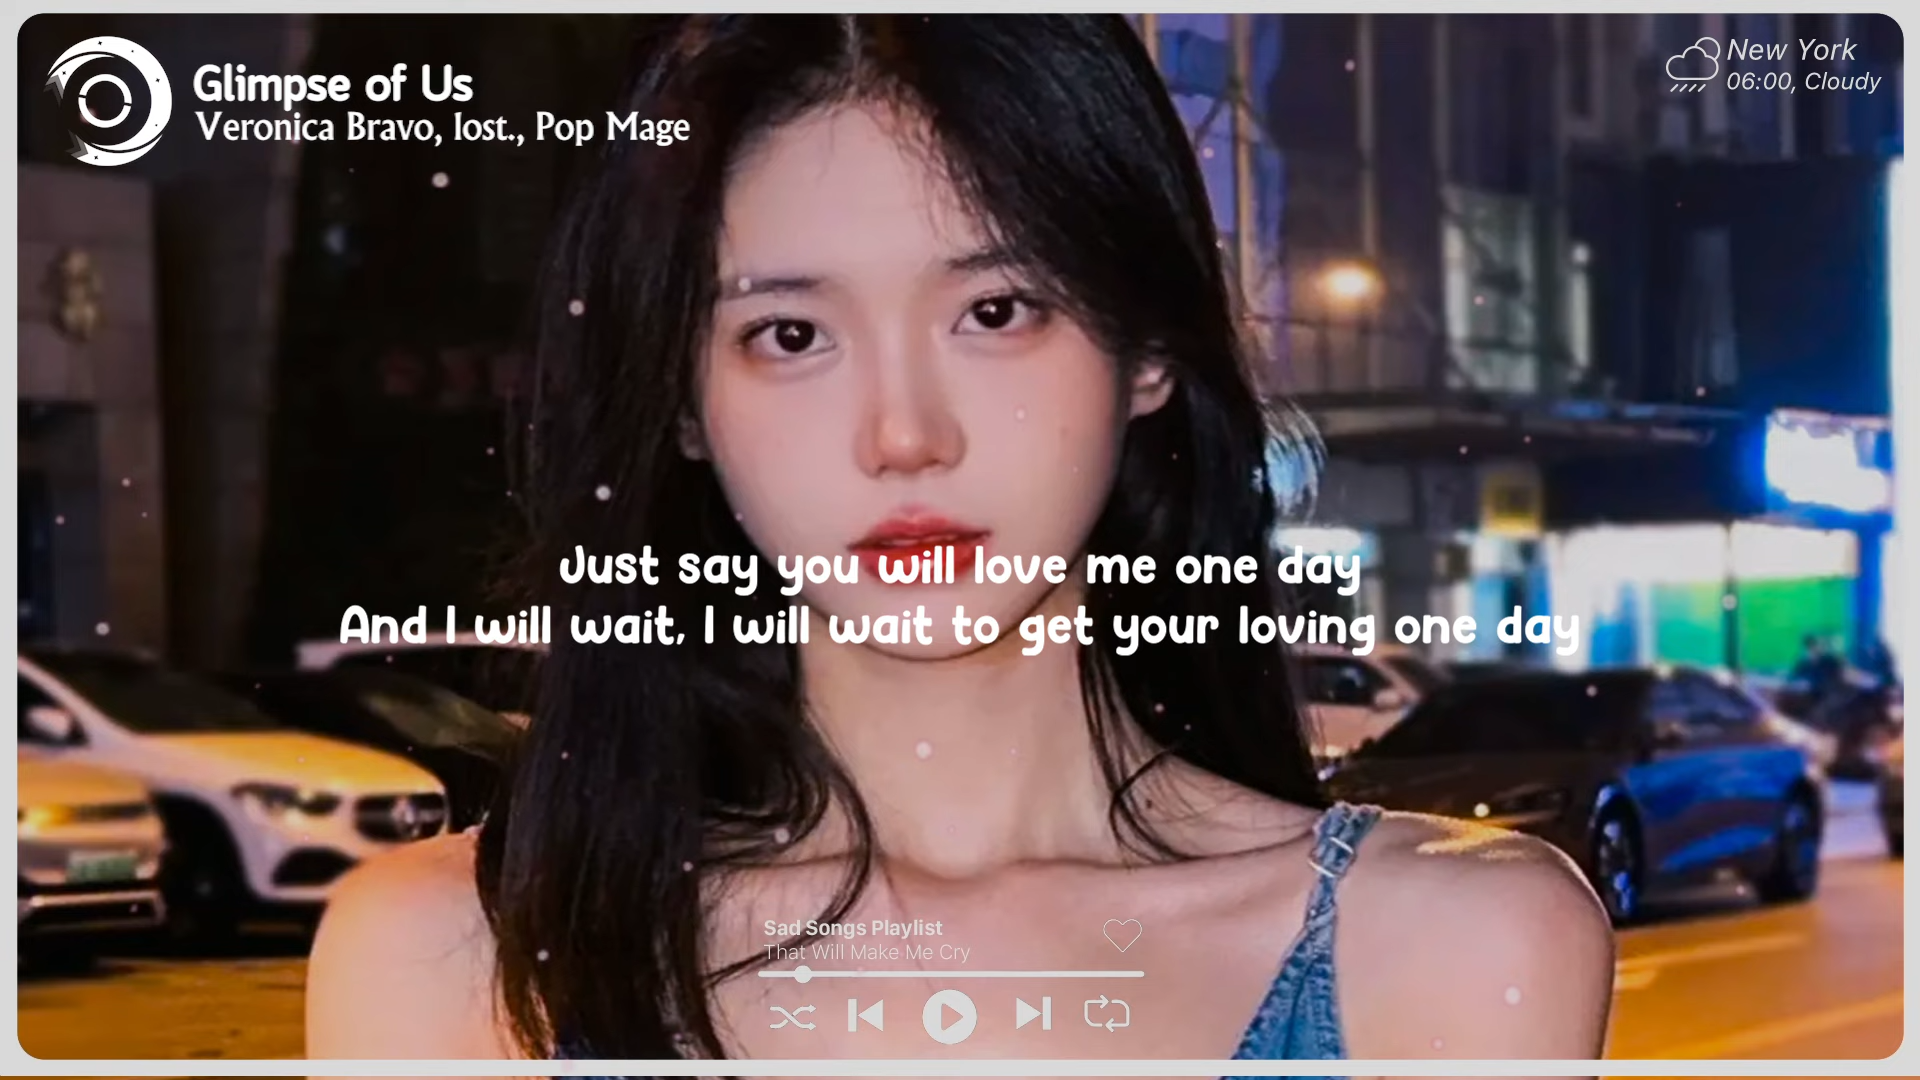 Glimpse of Us
Veronica Bravo, lost., Pop Mage
New York
06:00, Cloudy
Just say you will love me one day
And I will wait, I will wait to get your loving one day
Sad Songs Playlist
That Will Make Me Cry